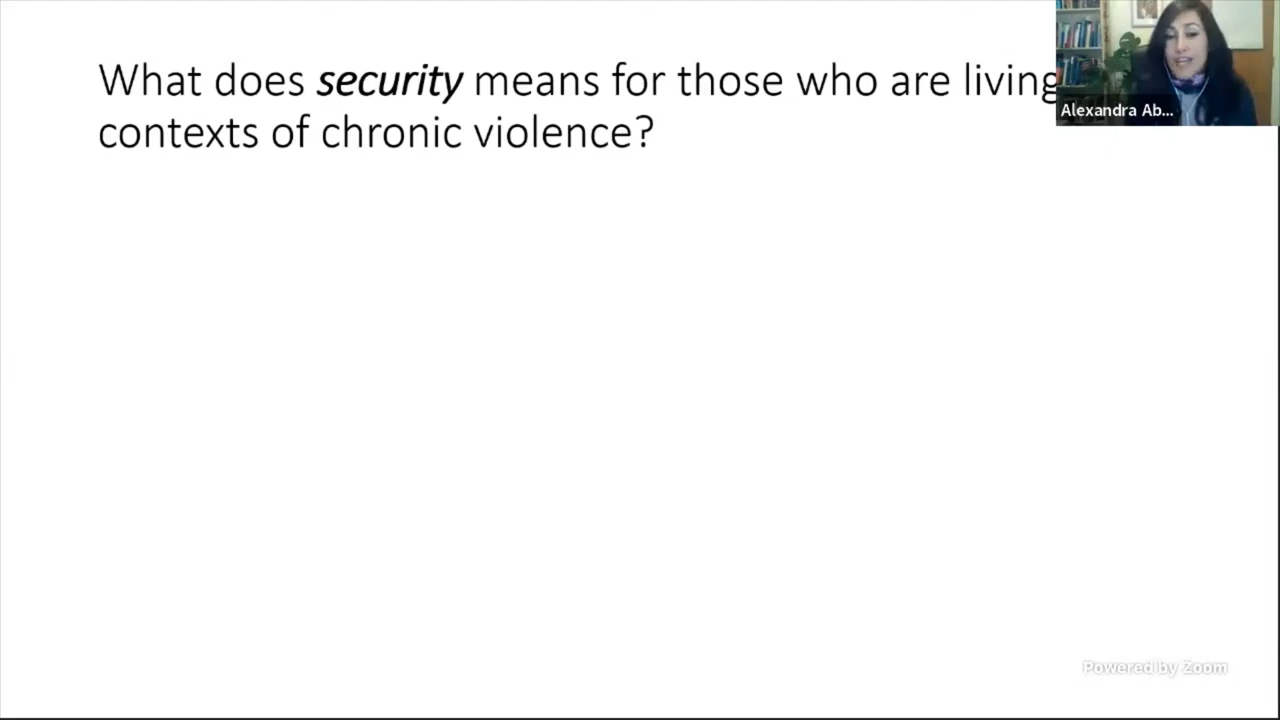 What does security means for those who are living
contexts of chronic violence?
Alexandra Ab...
Powered by Zoom